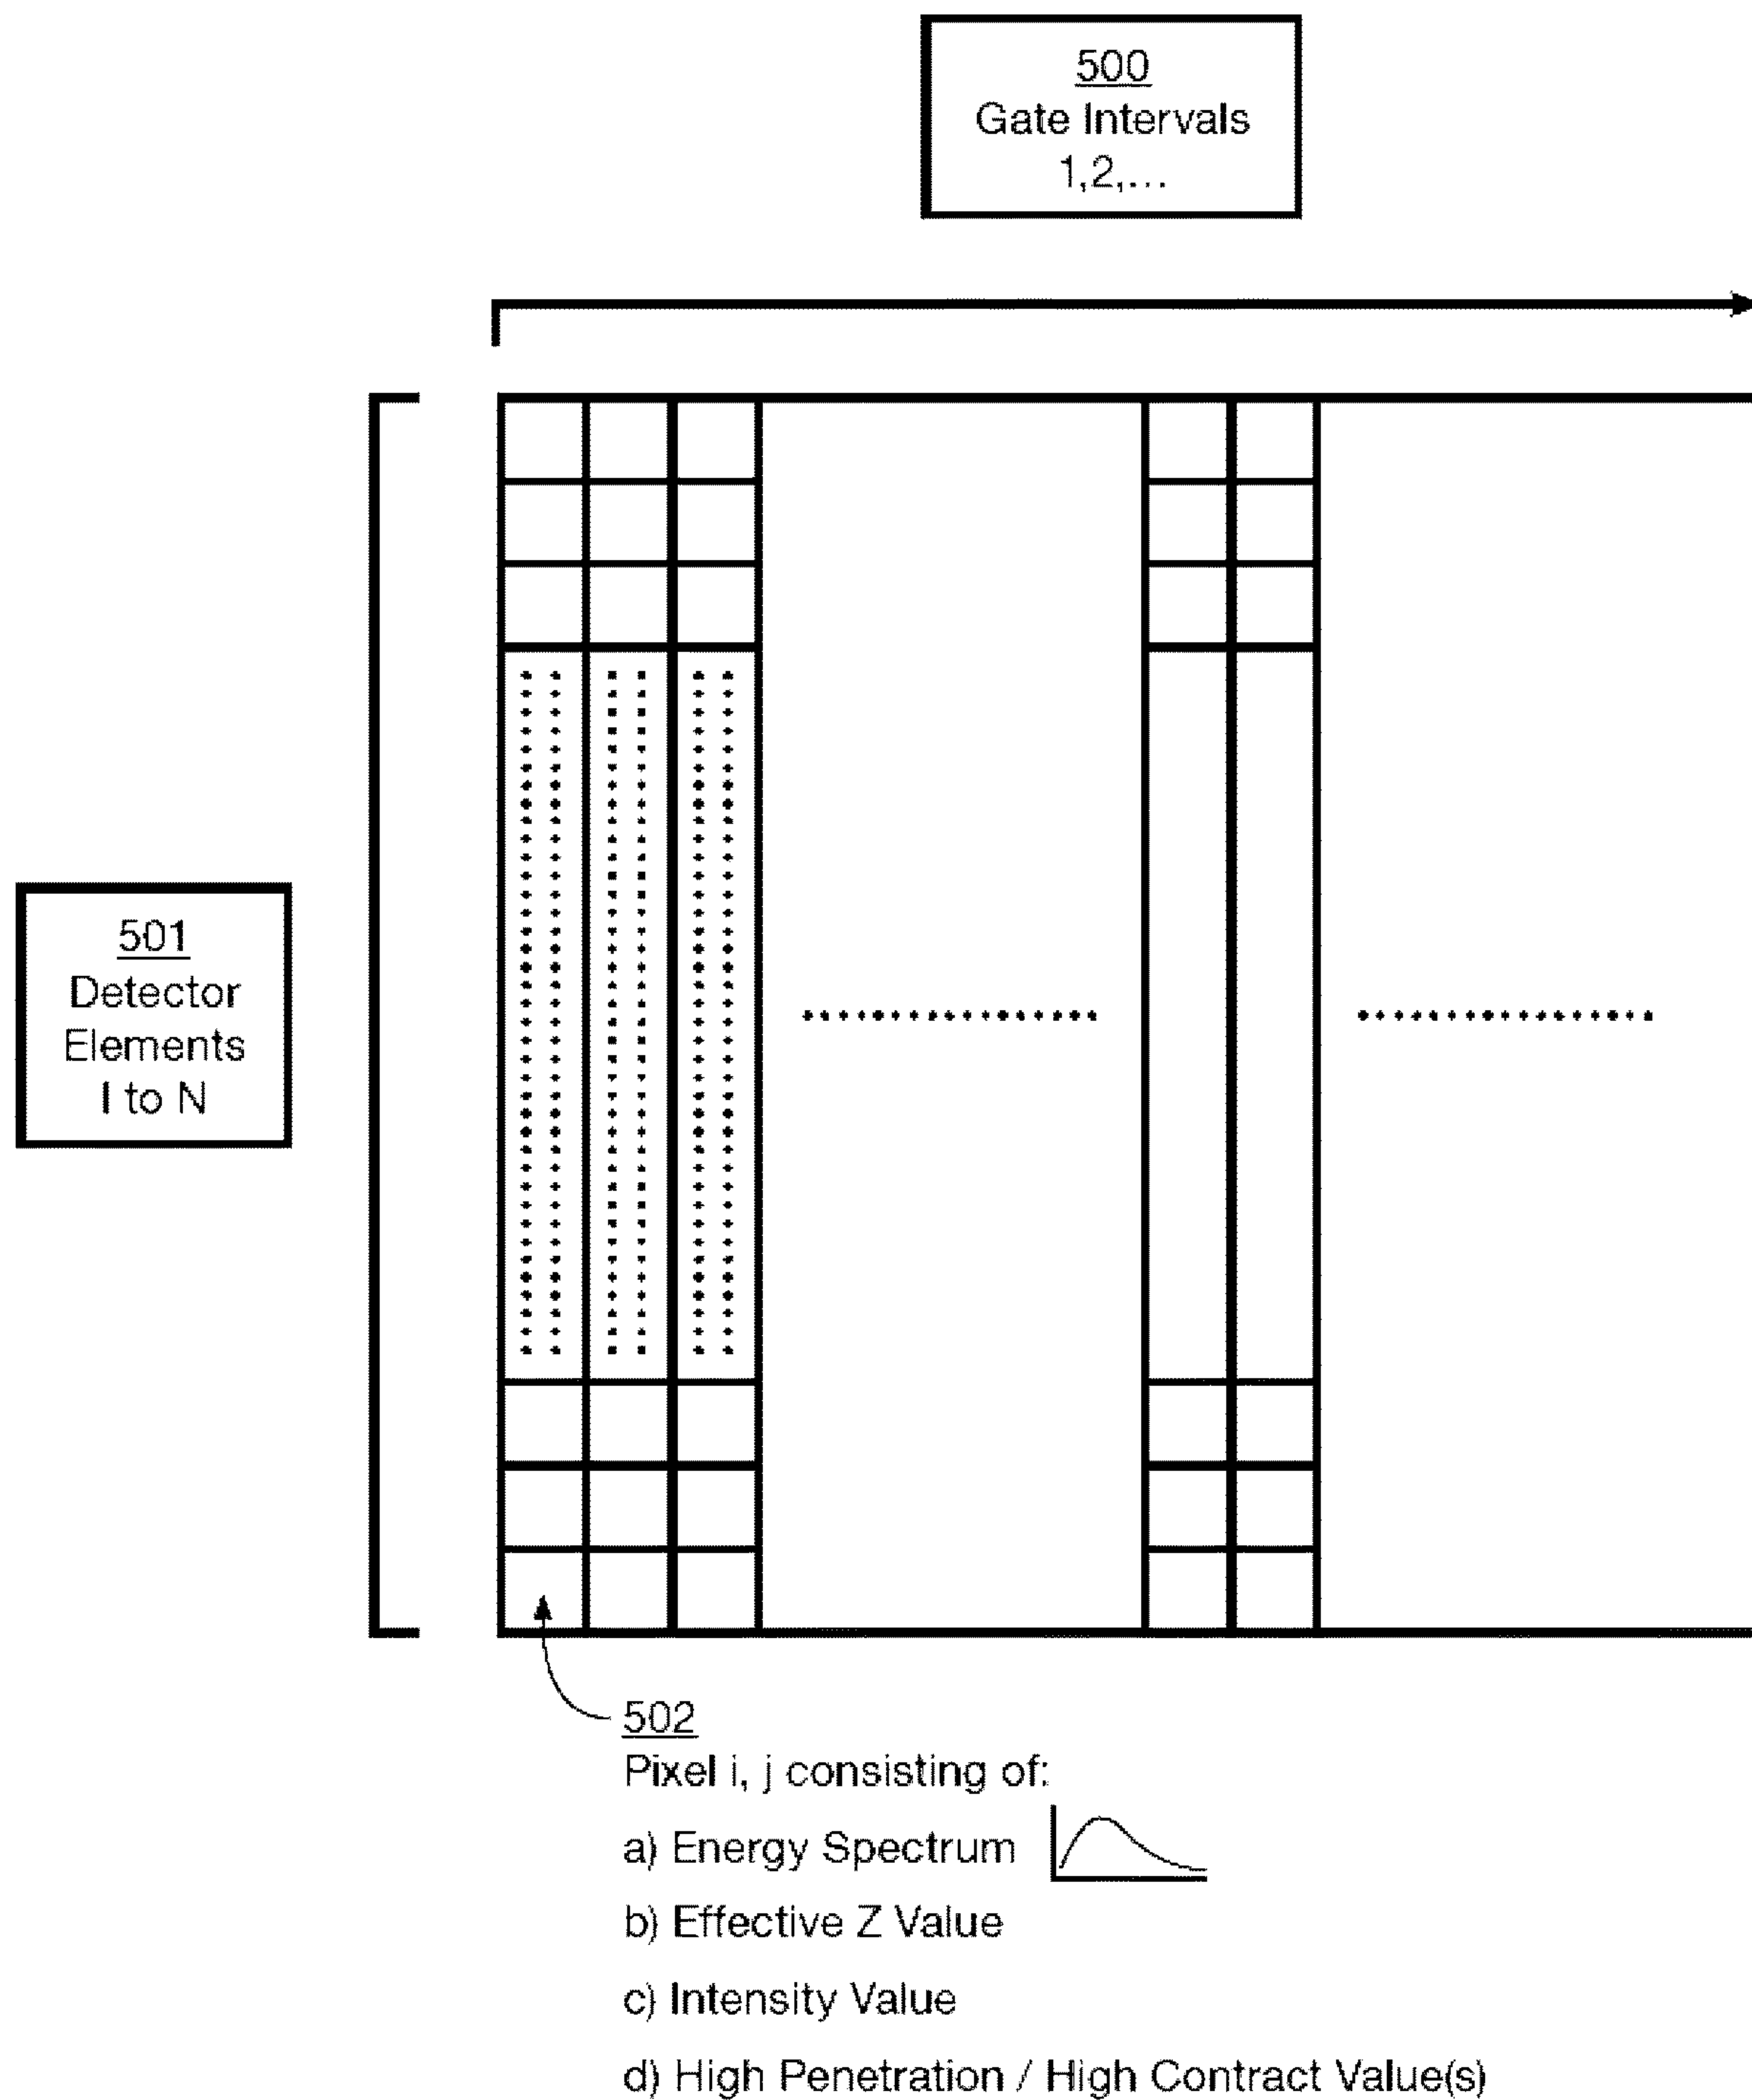 500
Gate Intervals
1,2,...
501
Detector
Elements
I to N
502
Pixel i, j consisting of:
a) Energy Spectrum
b) Effective Z Value
c) Intensity Value
d) High Penetration / High Contract Value(s)